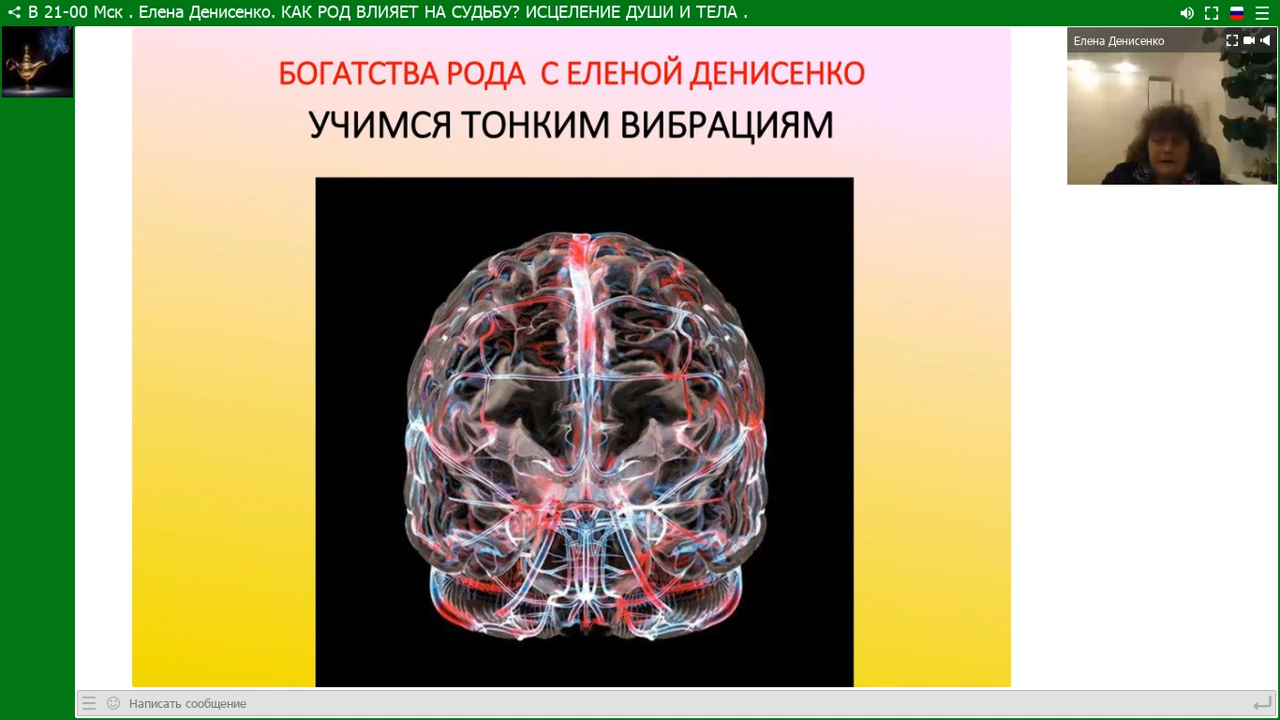 В 21-00 Мск . Елена Денисенко. КАК РОД ВЛИЯЕТ НА СУДЬБУ? ИСЦЕЛЕНИЕ ДУШИ И ТЕЛА .
Елена Денисенко
БОГАТСТВА РОДА С ЕЛЕНОЙ ДЕНИСЕНКО
УЧИМСЯ ТОНКИМ ВИБРАЦИЯМ
Написать сообщение